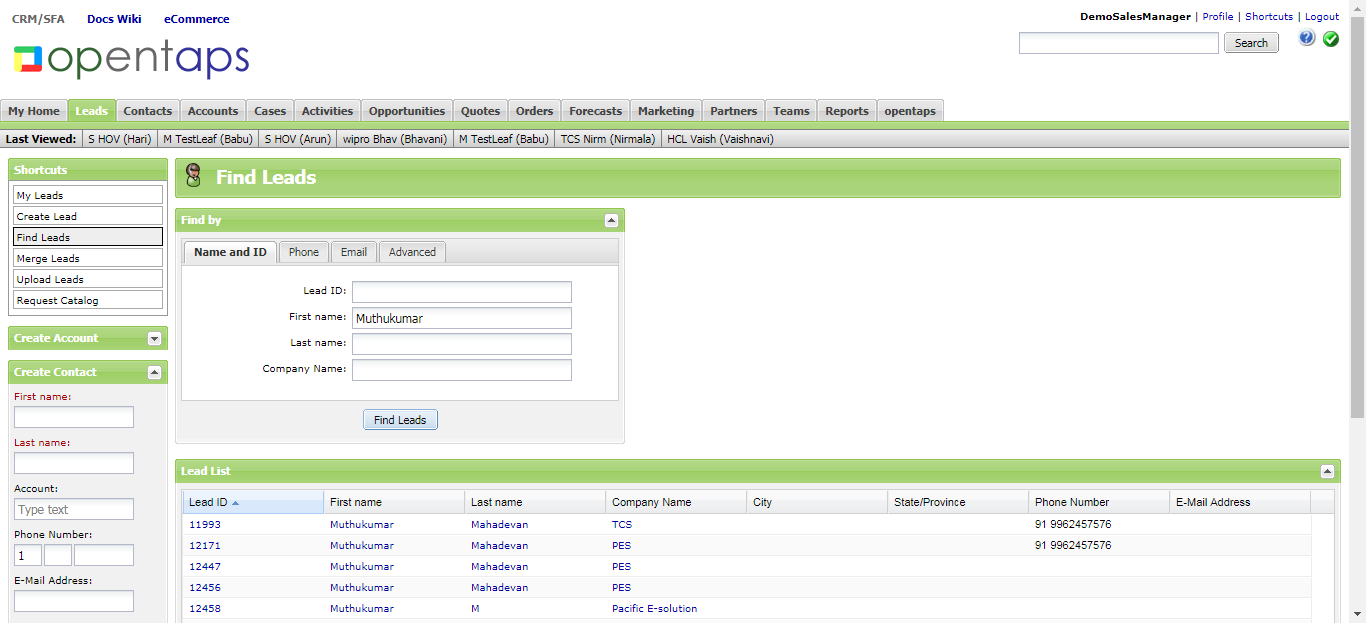 CRM/SFA Docs Wiki eCommerce
DemoSalesManager | Profile | Shortcuts | Logout
opentaps
Search
My Home Leads Contacts Accounts Cases Activities Opportunities Quotes Orders Forecasts Marketing Partners Teams Reports opentaps
Last Viewed: S HOV (Hari) M TestLeaf (Babu) S HOV (Arun) wipro Bhav (Bhavani) M TestLeaf (Babu) TCS Nirm (Nirmala) HCL Vaish (Vaishnavi)
Shortcuts
My Leads
Create Lead
Find Leads
Merge Leads
Upload Leads
Request Catalog
Create Account
Create Contact
First name:
Last name:
Account:
Type text
Phone Number:
1
E-Mail Address:
Find Leads
Find by
Name and ID Phone Email Advanced
Lead ID:
First name: Muthukumar
Last name:
Company Name:
Find Leads
Lead List
Lead ID First name Last name Company Name City State/Province Phone Number E-Mail Address
11993 Muthukumar Mahadevan TCS 91 9962457576
12171 Muthukumar Mahadevan PES 91 9962457576
12447 Muthukumar Mahadevan PES
12456 Muthukumar Mahadevan PES
12458 Muthukumar M Pacific E-solution